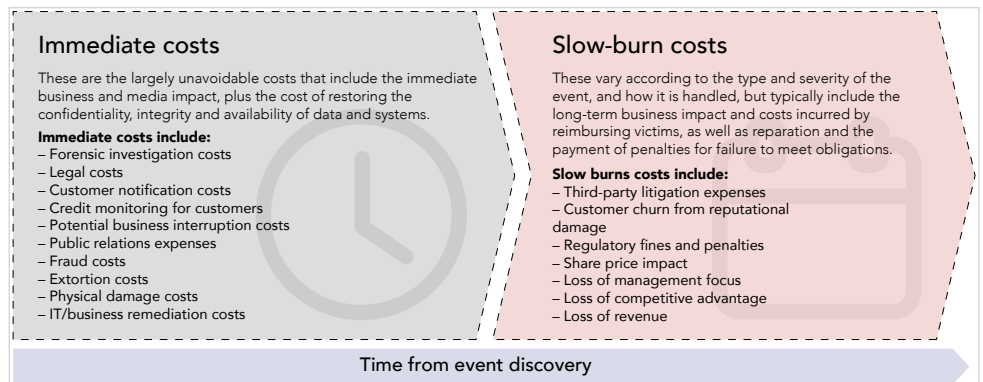 Immediate costs
These are the largely unavoidable costs that include the immediate
business and media impact, plus the cost of restoring the
confidentiality, integrity and availability of data and systems.
Immediate costs include:
– Forensic investigation costs
– Legal costs
– Customer notification costs
– Credit monitoring for customers
– Potential business interruption costs
– Public relations expenses
– Fraud costs
– Extortion costs
– Physical damage costs
– IT/business remediation costs
Slow-burn costs
These vary according to the type and severity of the
event, and how it is handled, but typically include the
long-term business impact and costs incurred by
reimbursing victims, as well as reparation and the
payment of penalties for failure to meet obligations.
Slow burns costs include:
– Third-party litigation expenses
– Customer churn from reputational
damage
– Regulatory fines and penalties
– Share price impact
– Loss of management focus
– Loss of competitive advantage
– Loss of revenue
Time from event discovery